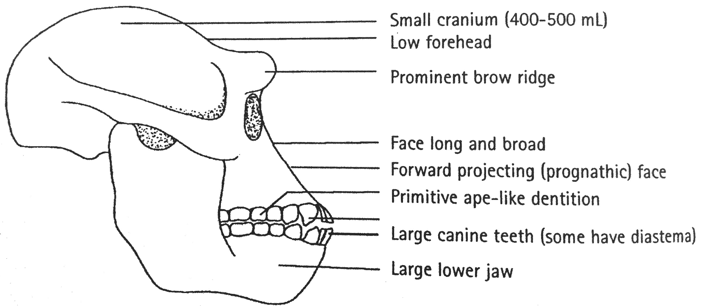 Small cranium (400-500 mL)
Low forehead
Prominent brow ridge
Face long and broad
Forward projecting (prognathic) face
Primitive ape-like dentition
Large canine teeth (some have diastema)
Large lower jaw